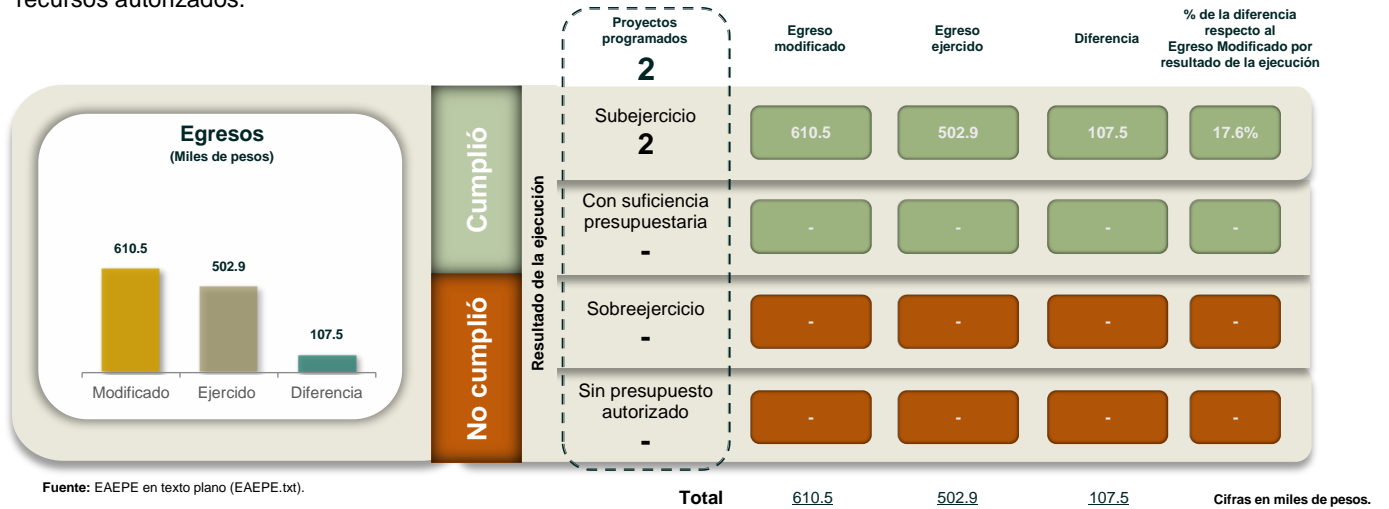 recursos autorizados.
Proyectos
programados
2
Egreso
modificado
Egreso
ejercido
Diferencia
% de la diferencia
respecto al
Egreso Modificado por
resultado de la ejecución
Egresos
(Miles de pesos)
610.5
502.9
107.5
Modificado
Ejercido
Diferencia
Cumplió
No cumplió
Resultado de la ejecución
Subejercicio
2
610.5
502.9
107.5
17.6%
Con suficiencia
presupuestaria
-
-
-
-
-
Sobreejercicio
-
-
-
-
-
Sin presupuesto
autorizado
-
-
-
-
-
Fuente: EAEPE en texto plano (EAEPE.txt).
Total 610.5 502.9 107.5 Cifras en miles de pesos.